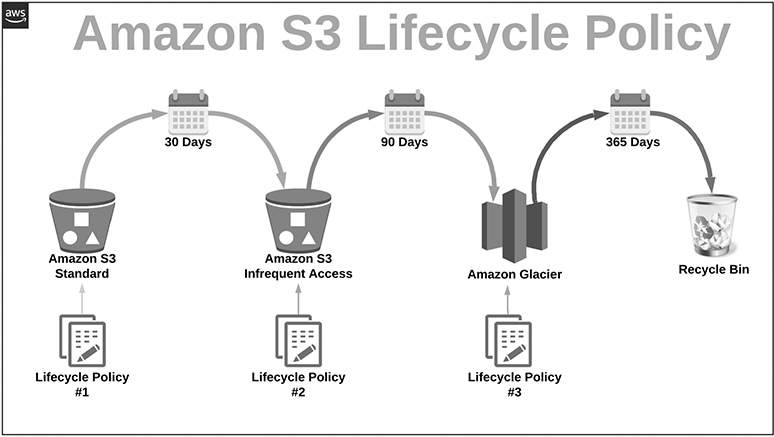 aws
Amazon S3 Lifecycle Policy
30 Days
90 Days
365 Days
Amazon S3
Standard
Amazon S3
Infrequent Access
Amazon Glacier
Recycle Bin
Lifecycle Policy
#1
Lifecycle Policy
#2
Lifecycle Policy
#3